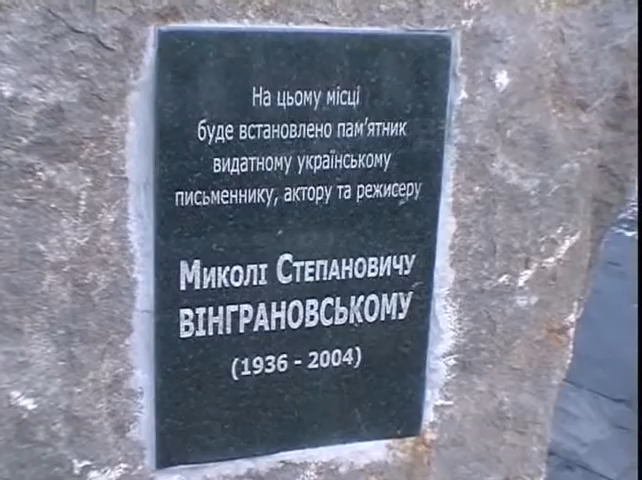 На цьому місці
буде встановлено пам'ятник
видатному українському
письменнику, актору та режисеру
Миколі Степановичу
Вінграновському
(1936 - 2004)